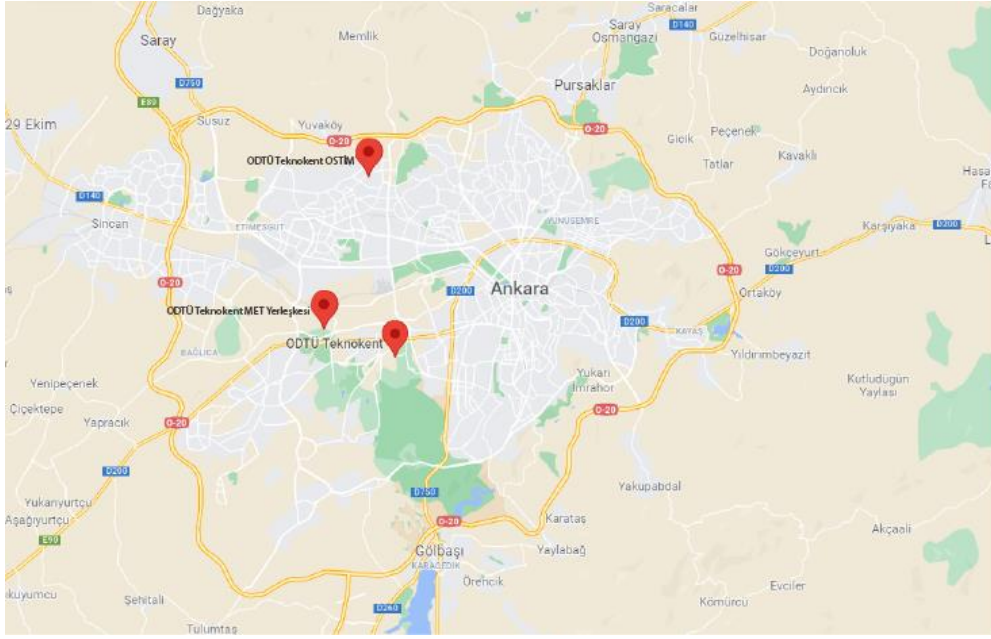 Dağyaka
Saracalar
Saray
Memlik
Saray
Osmangazi
D140
Güzelhisar
Doğanoluk
D750
Pursaklar
Aydıncık
E90
29 Ekim
Susuz
Yuvaköy
O-20
O-20
Gicik
Peçenek
ODTÜ Teknokent OSTİM
Tatlar
Kavaklı
D140
Sincan
ETİMESGUT
YUNUSEMRE
Karşıyaka
D200
Gökçeyurt
O-20
O-20
D200
D200
Ankara
Ortaköy
ODTÜ Teknokent MET Yerleşkesi
D200
KAYAŞ
ODTÜ Teknokent
BAĞLICA
Yıldırımbeyazıt
Yenipeçenek
Yukarı
İmrahor
Kutludüğün
Yaylası
Çiçektepe
Yapracık
O-20
O-20
D200
Yakupabdal
D750
Yukarıyurtçu
Aşağıyurtçu
O-20
Karataş
Akçaali
E90
Gölbaşı
Yaylabağ
KARAGEDİK
Örencik
Evciler
Şehitali
D260
Kömürcü
Tulumtaş